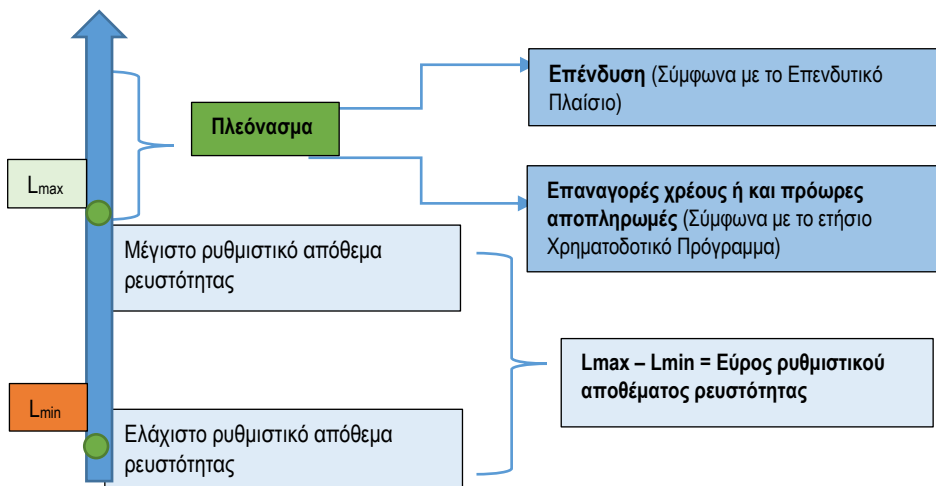 Επένδυση (Σύμφωνα με το Επενδυτικό
Πλαίσιο)
Πλεόνασμα
Lmax
Επαναγορές χρέους ή και πρόωρες
αποπληρωμές (Σύμφωνα με το ετήσιο
Χρηματοδοτικό Πρόγραμμα)
Μέγιστο ρυθμιστικό απόθεμα
ρευστότητας
Lmax – Lmin = Εύρος ρυθμιστικού
αποθέματος ρευστότητας
Lmin
Ελάχιστο ρυθμιστικό απόθεμα
ρευστότητας